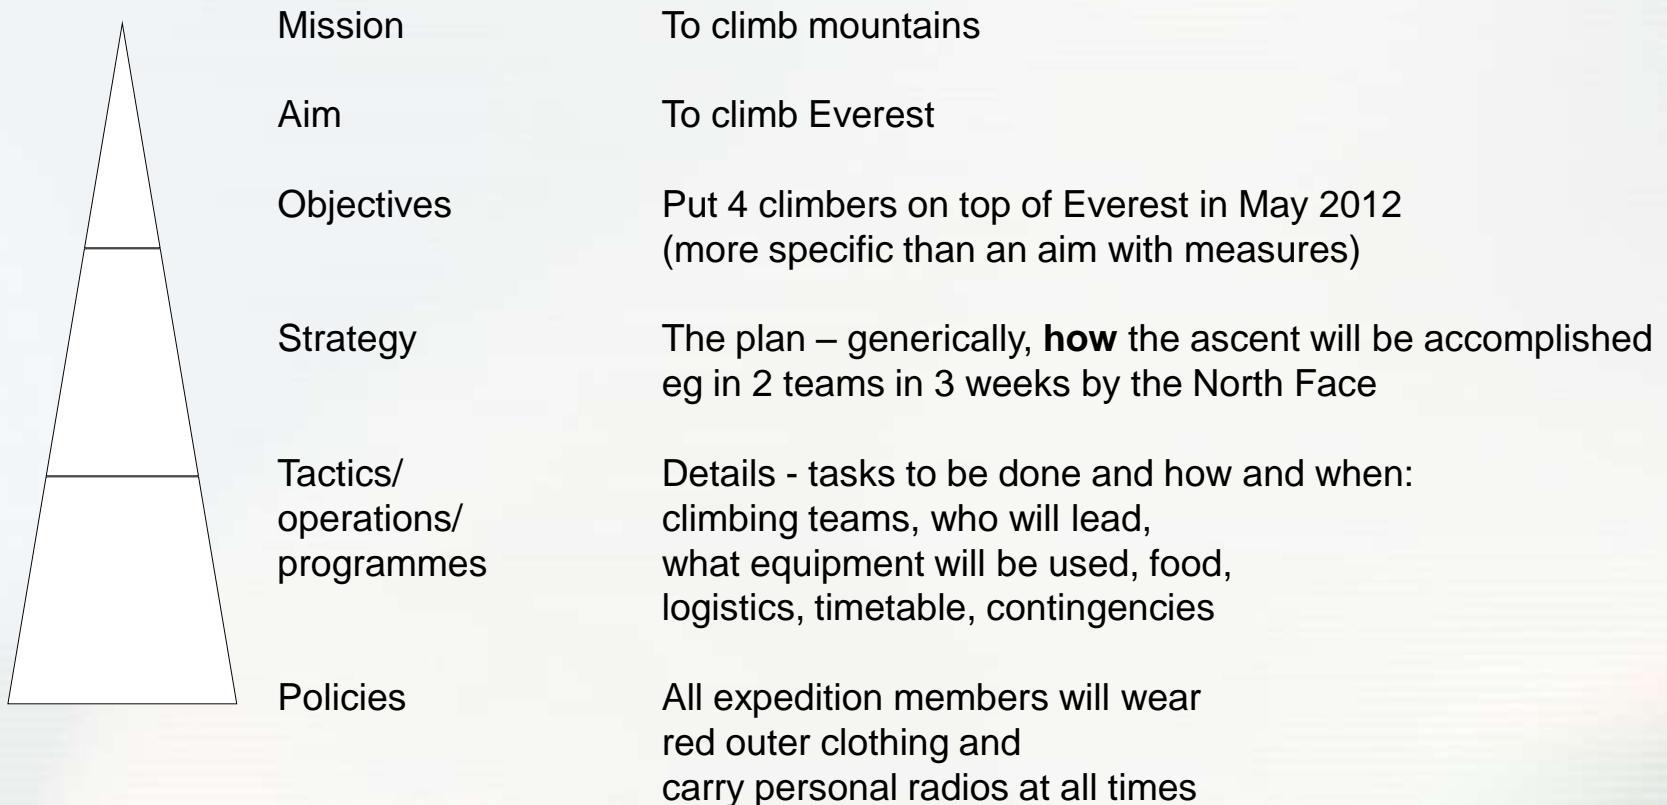 Mission To climb mountains
Aim To climb Everest
Objectives Put 4 climbers on top of Everest in May 2012
(more specific than an aim with measures)
Strategy The plan – generically, how the ascent will be accomplished
eg in 2 teams in 3 weeks by the North Face
Tactics/ Details - tasks to be done and how and when:
operations/ climbing teams, who will lead,
programmes what equipment will be used, food,
logistics, timetable, contingencies
Policies All expedition members will wear
red outer clothing and
carry personal radios at all times